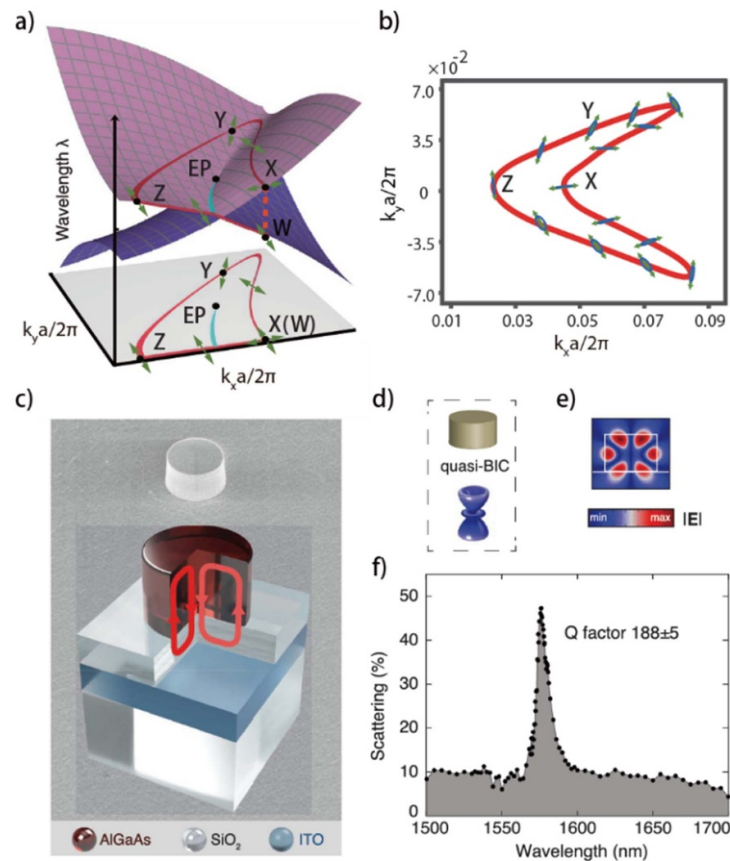 a)
Wavelength λ
Y
EP
X
Z
W
Y
EP
Z
X(W)
kya/2π
kxa/2π
b)
×10-2
7.0
3.5
0
-3.5
-7.0
kya/2π
Y
Z
X
0.01
0.03
0.05
0.07
0.09
kxa/2π
c)
AlGaAs
SiO2
ITO
d)
quasi-BIC
e)
min
max
|E|
f)
50
40
30
20
10
0
Scattering (%)
Q factor 188±5
1500
1550
1600
1650
1700
Wavelength (nm)